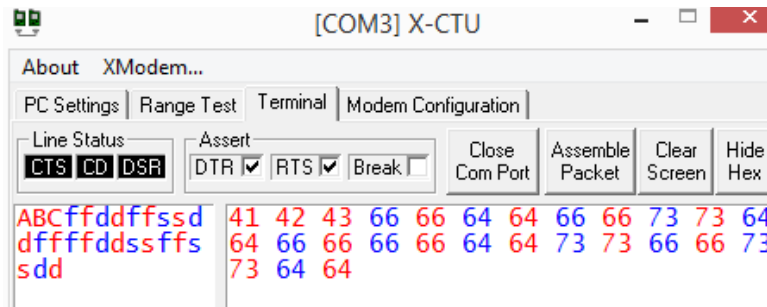 [COM3] X-CTU
About XModem...
PC Settings Range Test Terminal Modem Configuration
Line Status Assert
CTS CD DSR DTR RTS Break
Close Com Port
Assemble Packet
Clear Screen
Hide Hex
ABCffddffssd 41 42 43 66 66 64 64 66 66 73 73 64
dffffddssffs 64 66 66 66 66 64 64 73 73 66 66 73
sdd 73 64 64